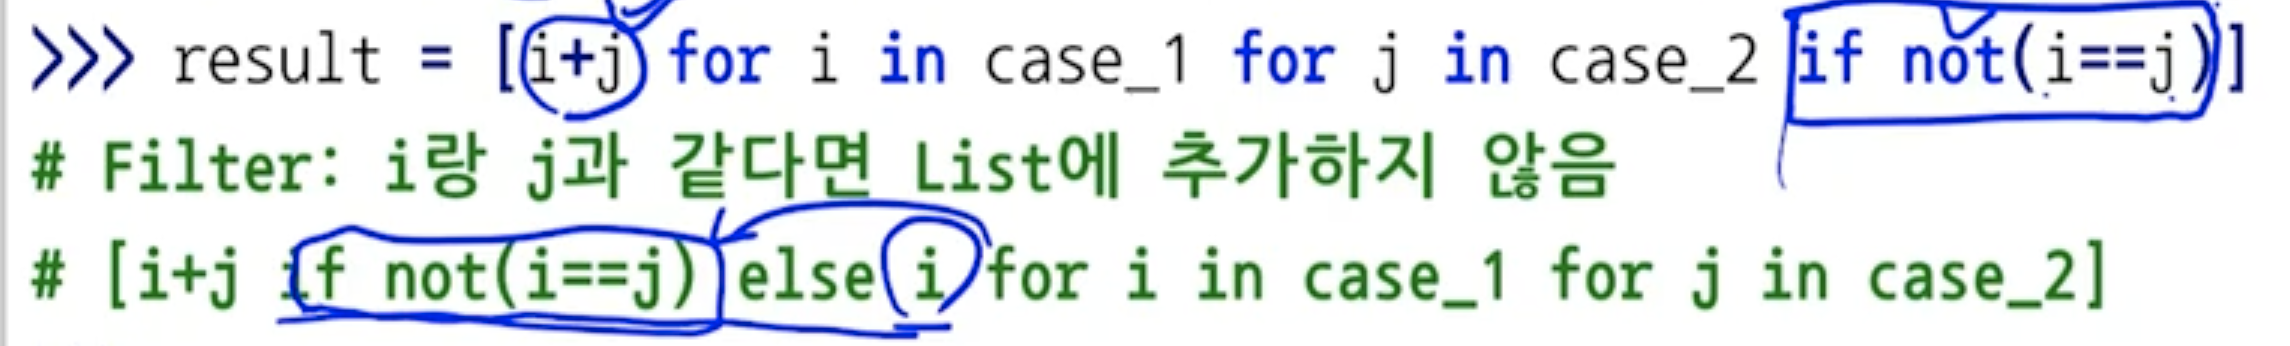 >>> result = [i+j for i in case_1 for j in case_2 if not(i==j)]
# Filter: i랑 j과 같다면 List에 추가하지 않음
# [i+j if not(i==j) else i for i in case_1 for j in case_2]